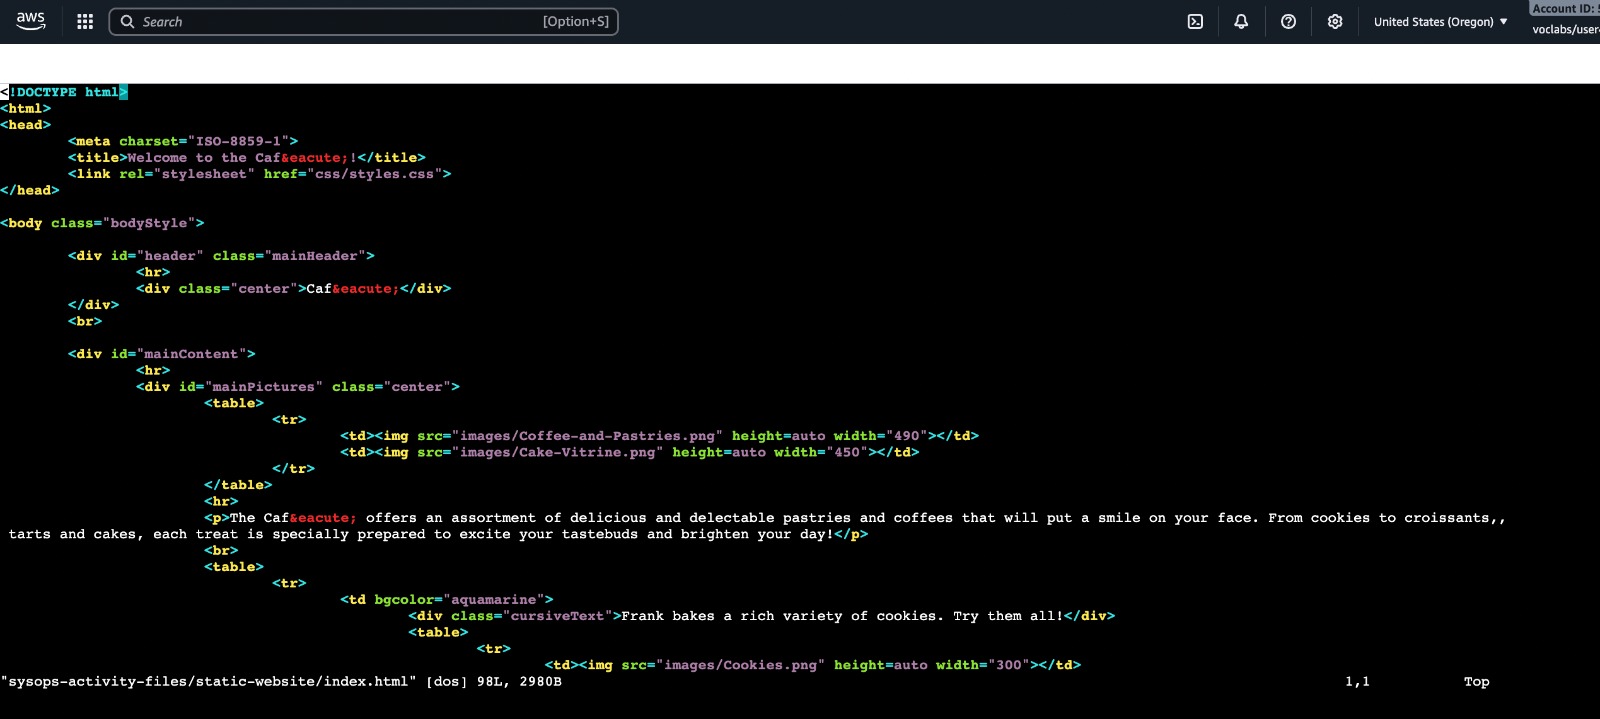 aws Search [Option+S] United States (Oregon) Account ID:
voclabs/user
<!DOCTYPE html>
<html>
<head>
<meta charset="ISO-8859-1">
<title>Welcome to the Caf&eacute;!</title>
<link rel="stylesheet" href="css/styles.css">
</head>
<body class="bodyStyle">
<div id="header" class="mainHeader">
<hr>
<div class="center">Caf&eacute;</div>
</div>
<br>
<div id="mainContent">
<hr>
<div id="mainPictures" class="center">
<table>
<tr>
<td><img src="images/Coffee-and-Pastries.png" height=auto width="490"></td>
<td><img src="images/Cake-Vitrine.png" height=auto width="450"></td>
</tr>
</table>
<hr>
<p>The Caf&eacute; offers an assortment of delicious and delectable pastries and coffees that will put a smile on your face. From cookies to croissants,,
tarts and cakes, each treat is specially prepared to excite your tastebuds and brighten your day!</p>
<br>
<table>
<tr>
<td bgcolor="aquamarine">
<div class="cursiveText">Frank bakes a rich variety of cookies. Try them all!</div>
<table>
<tr>
<td><img src="images/Cookies.png" height=auto width="300"></td>
"sysops-activity-files/static-website/index.html" [dos] 98L, 2980B 1,1 Top